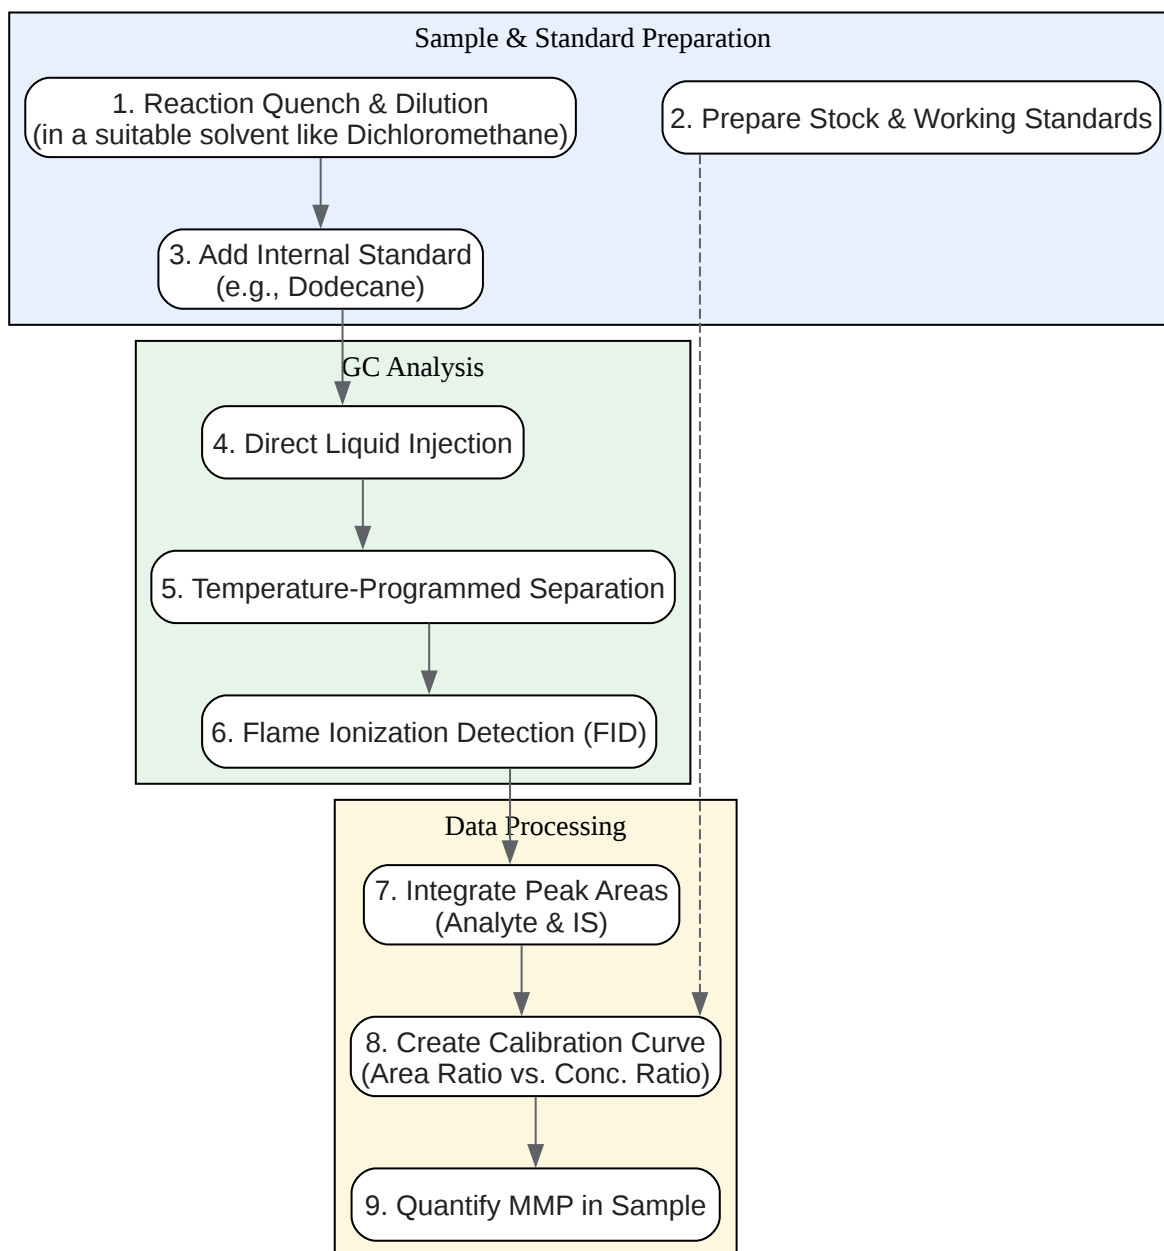 Sample & Standard Preparation
1. Reaction Quench & Dilution
(in a suitable solvent like Dichloromethane)
2. Prepare Stock & Working Standards
3. Add Internal Standard
(e.g., Dodecane)
GC Analysis
4. Direct Liquid Injection
5. Temperature-Programmed Separation
6. Flame Ionization Detection (FID)
Data Processing
7. Integrate Peak Areas
(Analyte & IS)
8. Create Calibration Curve
(Area Ratio vs. Conc. Ratio)
9. Quantify MMP in Sample